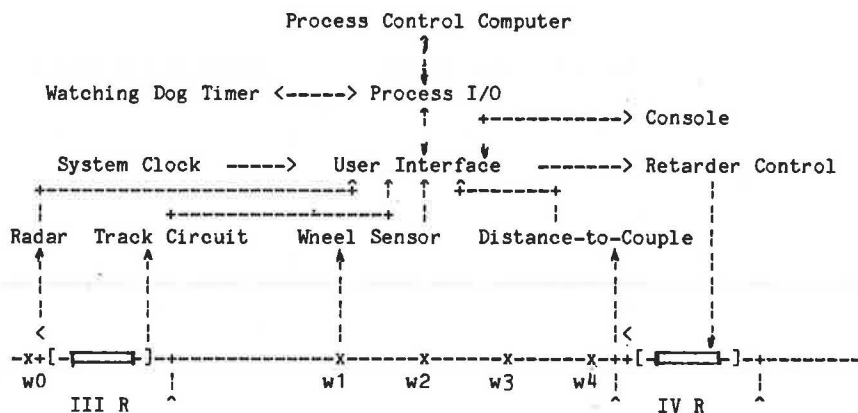 Process Control Computer
Watching Dog Timer <-----> Process I/O
+-----------> Console
System Clock -----> User Interface -------> Retarder Control
Radar Track Circuit Wheel Sensor Distance-to-Couple
w0 w1 w2 w3 w4
III R IV R